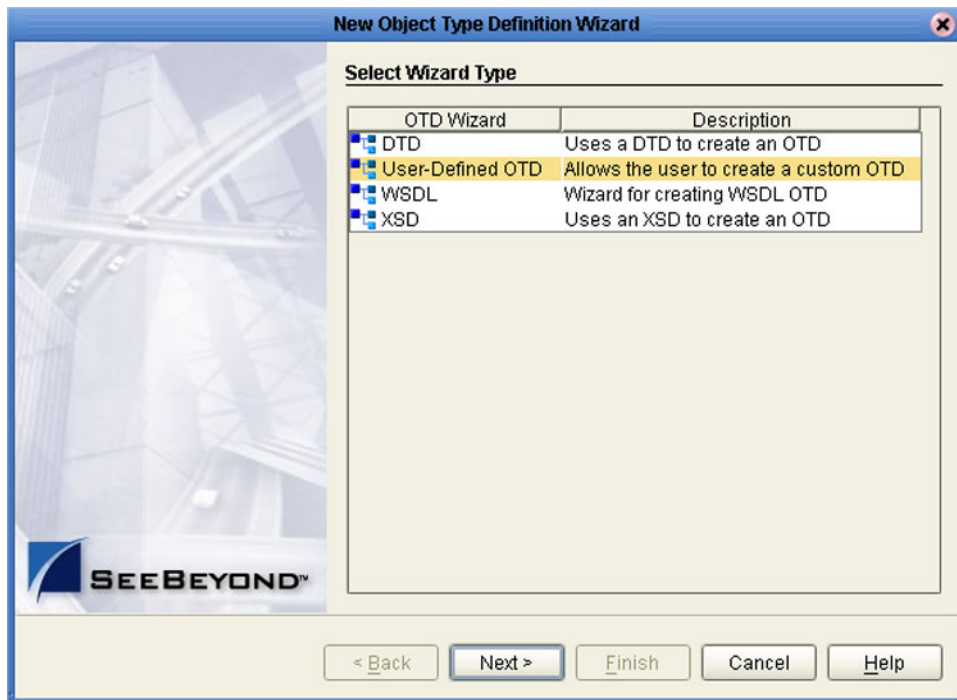 New Object Type Definition Wizard
Select Wizard Type
OTD Wizard Description
DTD Uses a DTD to create an OTD
User-Defined OTD Allows the user to create a custom OTD
WSDL Wizard for creating WSDL OTD
XSD Uses an XSD to create an OTD
SEEBEYOND™
< Back Next > Finish Cancel Help